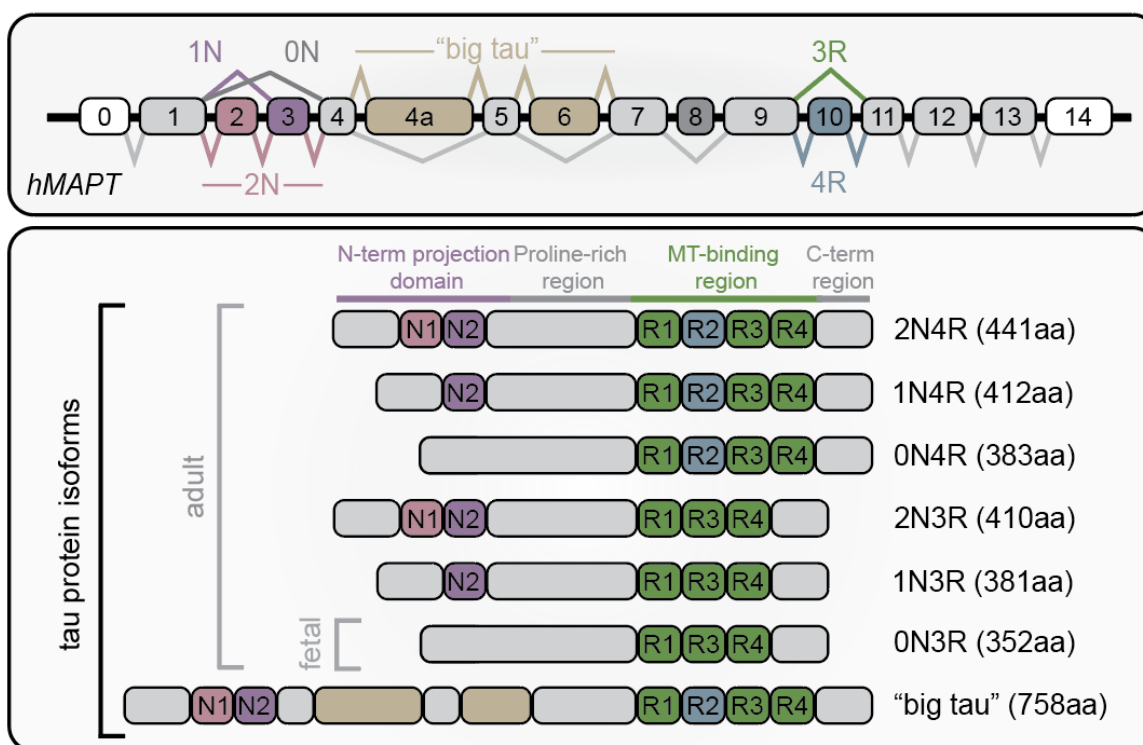 1N 0N "big tau" 3R
0 1 2 3 4 4a 5 6 7 8 9 10 11 12 13 14
hMAPT 2N 4R
N-term projection domain
Proline-rich region
MT-binding region
C-term region
tau protein isoforms
adult
fetal
N1 N2 R1 R2 R3 R4 2N4R (441aa)
N2 R1 R2 R3 R4 1N4R (412aa)
R1 R2 R3 R4 0N4R (383aa)
N1 N2 R1 R3 R4 2N3R (410aa)
N2 R1 R3 R4 1N3R (381aa)
R1 R3 R4 0N3R (352aa)
N1 N2 R1 R2 R3 R4 "big tau" (758aa)